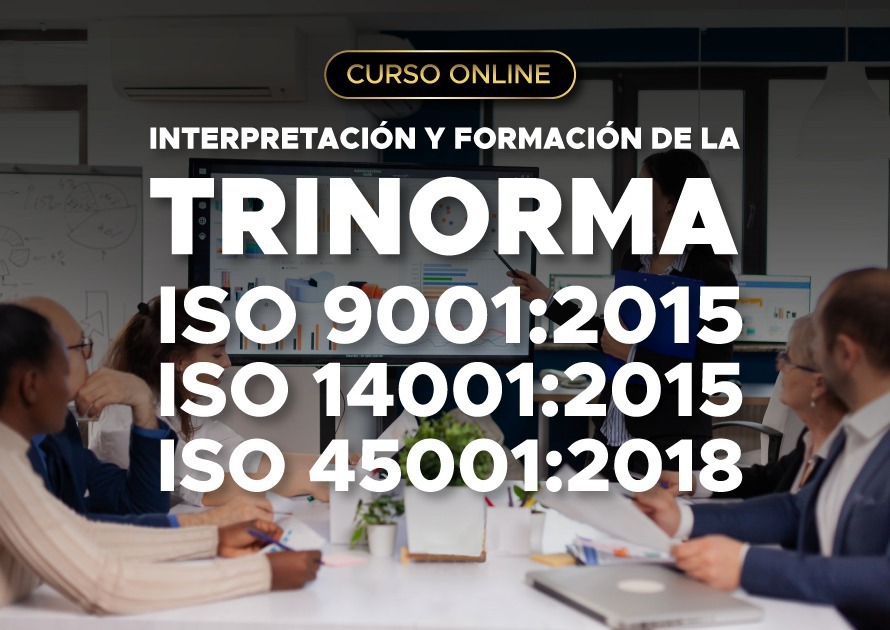 CURSO ONLINE
INTERPRETACIÓN Y FORMACIÓN DE LA
TRINORMA
ISO 9001:2015
ISO 14001:2015
ISO 45001:2018